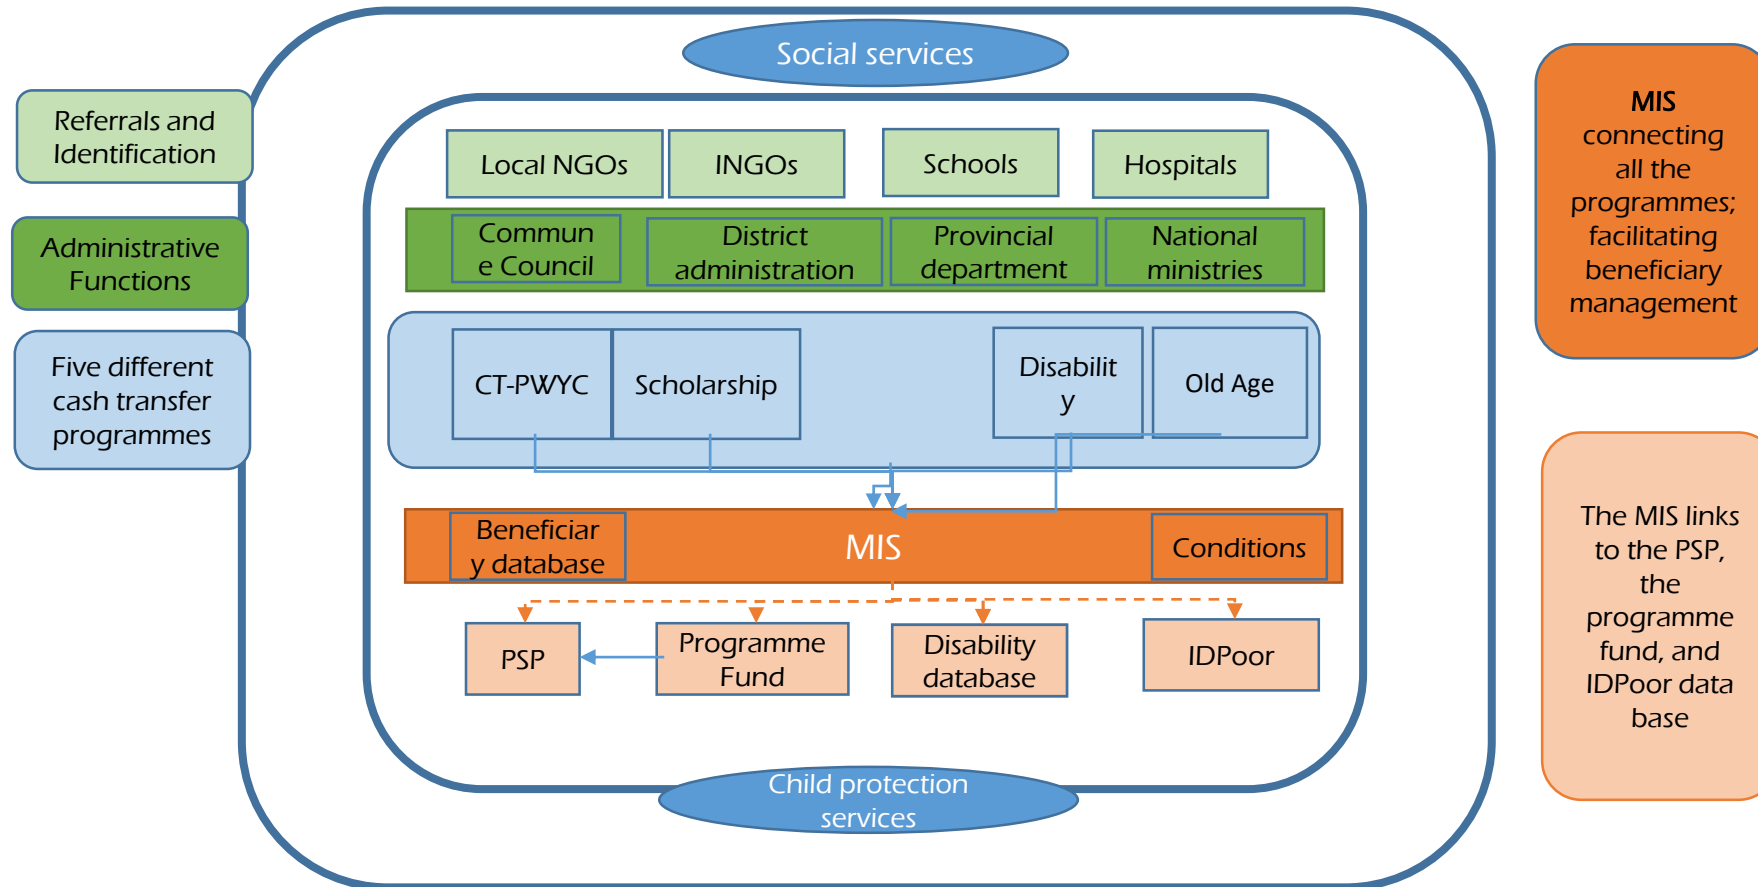 Social services
Referrals and
Identification
Administrative
Functions
Five different
cash transfer
programmes
Local NGOs
INGOs
Schools
Hospitals
Commun
e Council
District
administration
Provincial
department
National
ministries
CT-PWYC
Scholarship
Disabilit
y
Old Age
Beneficiar
y database
MIS
Conditions
PSP
Programme
Fund
Disability
database
IDPoor
Child protection
services
MIS
connecting
all the
programmes;
facilitating
beneficiary
management
The MIS links
to the PSP,
the
programme
fund, and
IDPoor data
base